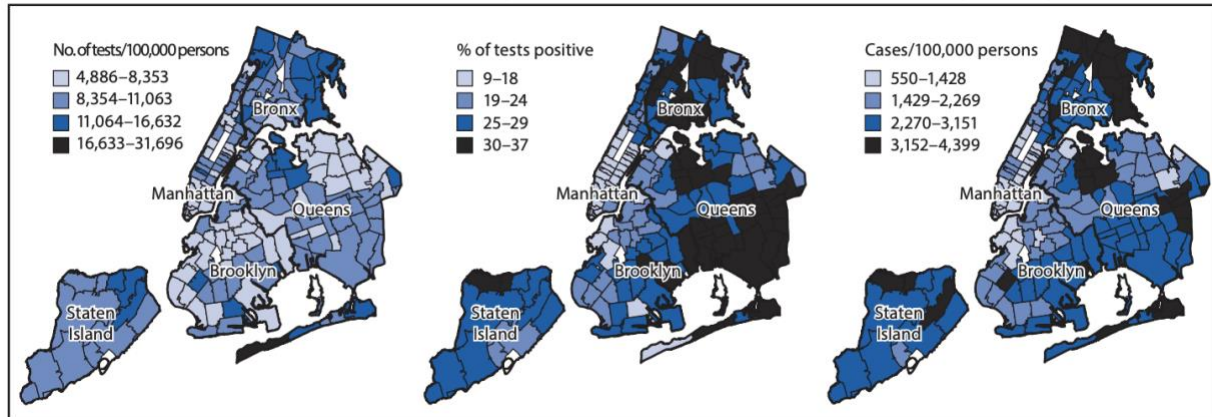 No. of tests/100,000 persons
4,886–8,353
8,354–11,063
11,064–16,632
16,633–31,696
Bronx
Manhattan
Queens
Brooklyn
Staten
Island
% of tests positive
9–18
19–24
25–29
30–37
Bronx
Manhattan
Queens
Brooklyn
Staten
Island
Cases/100,000 persons
550–1,428
1,429–2,269
2,270–3,151
3,152–4,399
Bronx
Manhattan
Queens
Brooklyn
Staten
Island